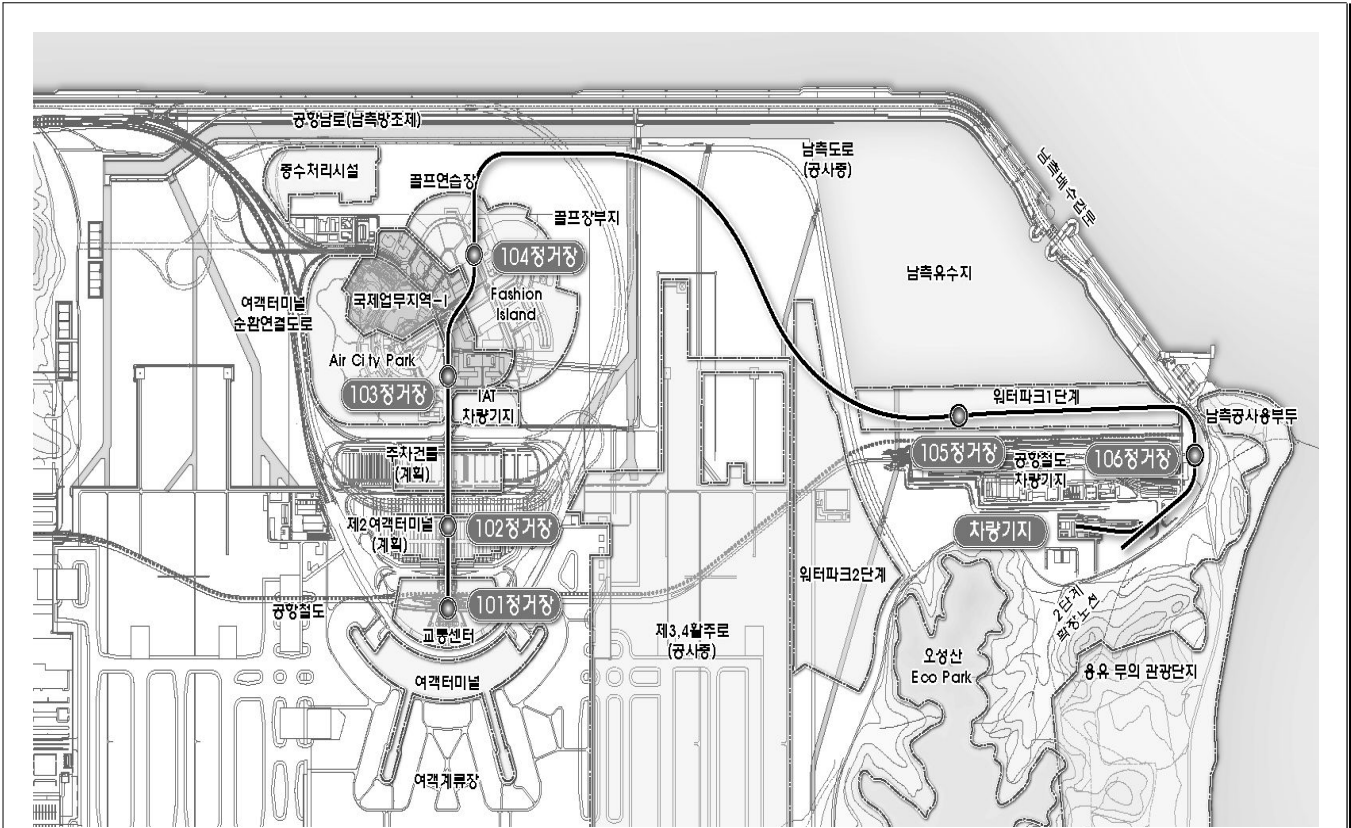 공항남로(남측방조제)
중수처리시설
골프연습장
남측도로
(공사중)
남측배수갑문
골프장부지
104정거장
남측유수지
Fashion
Island
국제업무지역-I
여객터미널
순환연결도로
Air City Park
103정거장
IAT
차량기지
워터파크1단계
남측공사용부두
주차건물
(계획)
105정거장
공항철도
차량기지
106정거장
제2여객터미널
(계획)
102정거장
차량기지
워터파크2단계
공항철도
101정거장
교통센터
2단계
확장노선
제3,4활주로
(공사중)
오성산
Eco Park
용유 무의 관광단지
여객터미널
여객계류장